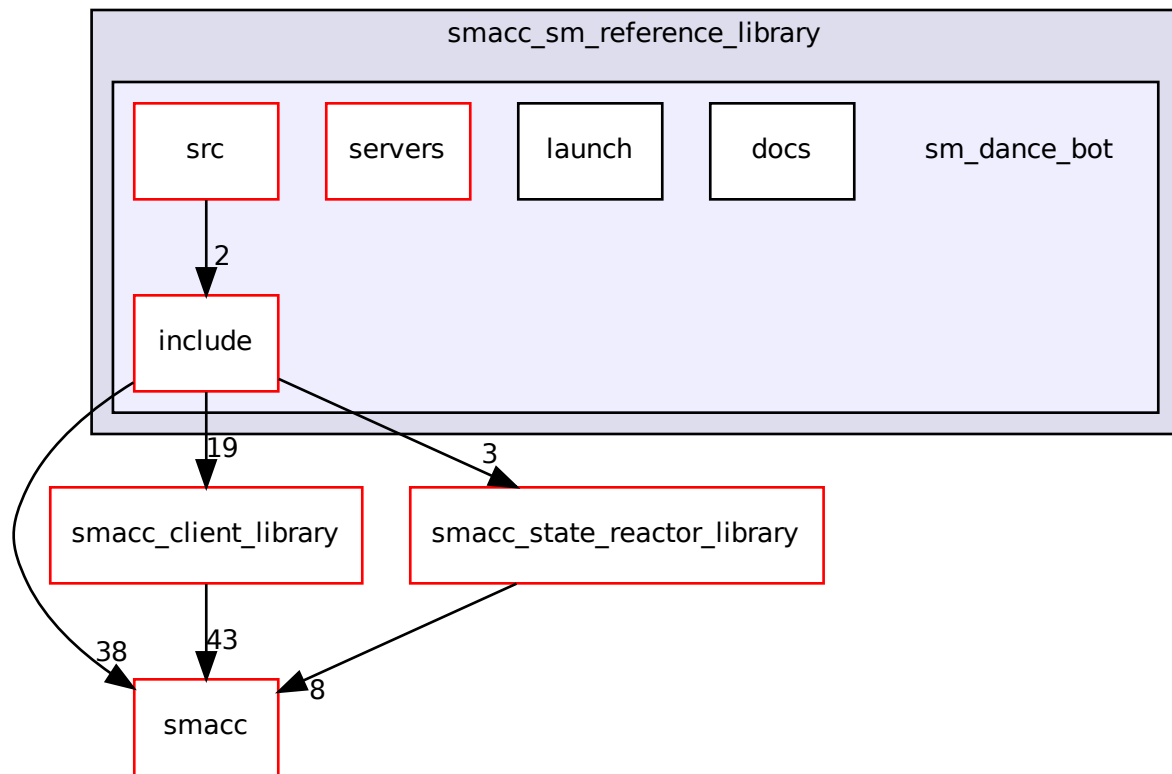 smacc_sm_reference_library
src
servers
launch
docs
sm_dance_bot
2
include
19
3
smacc_client_library
smacc_state_reactor_library
38
43
8
smacc